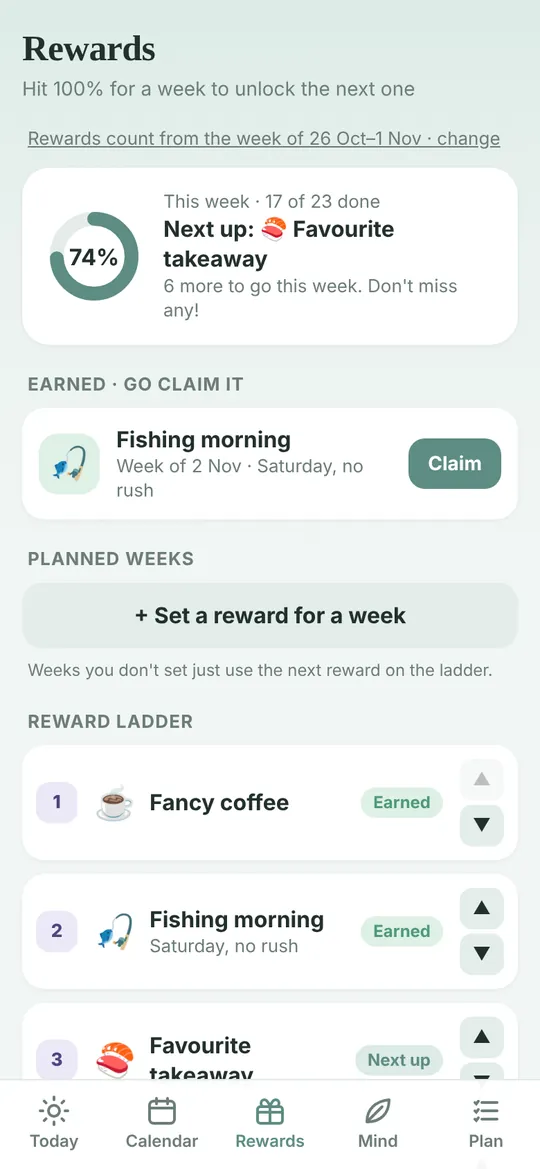 Rewards
Hit 100% for a week to unlock the next one
Rewards count from the week of 26 Oct–1 Nov · change
This week · 17 of 23 done
74%
Next up: 🍣 Favourite
takeaway
6 more to go this week. Don't miss
any!
EARNED · GO CLAIM IT
Fishing morning
Week of 2 Nov · Saturday, no
rush
Claim
PLANNED WEEKS
+ Set a reward for a week
Weeks you don't set just use the next reward on the ladder.
REWARD LADDER
1 Fancy coffee Earned
2 Fishing morning Earned
Saturday, no rush
3 Favourite Next up
takeaway
Today Calendar Rewards Mind Plan